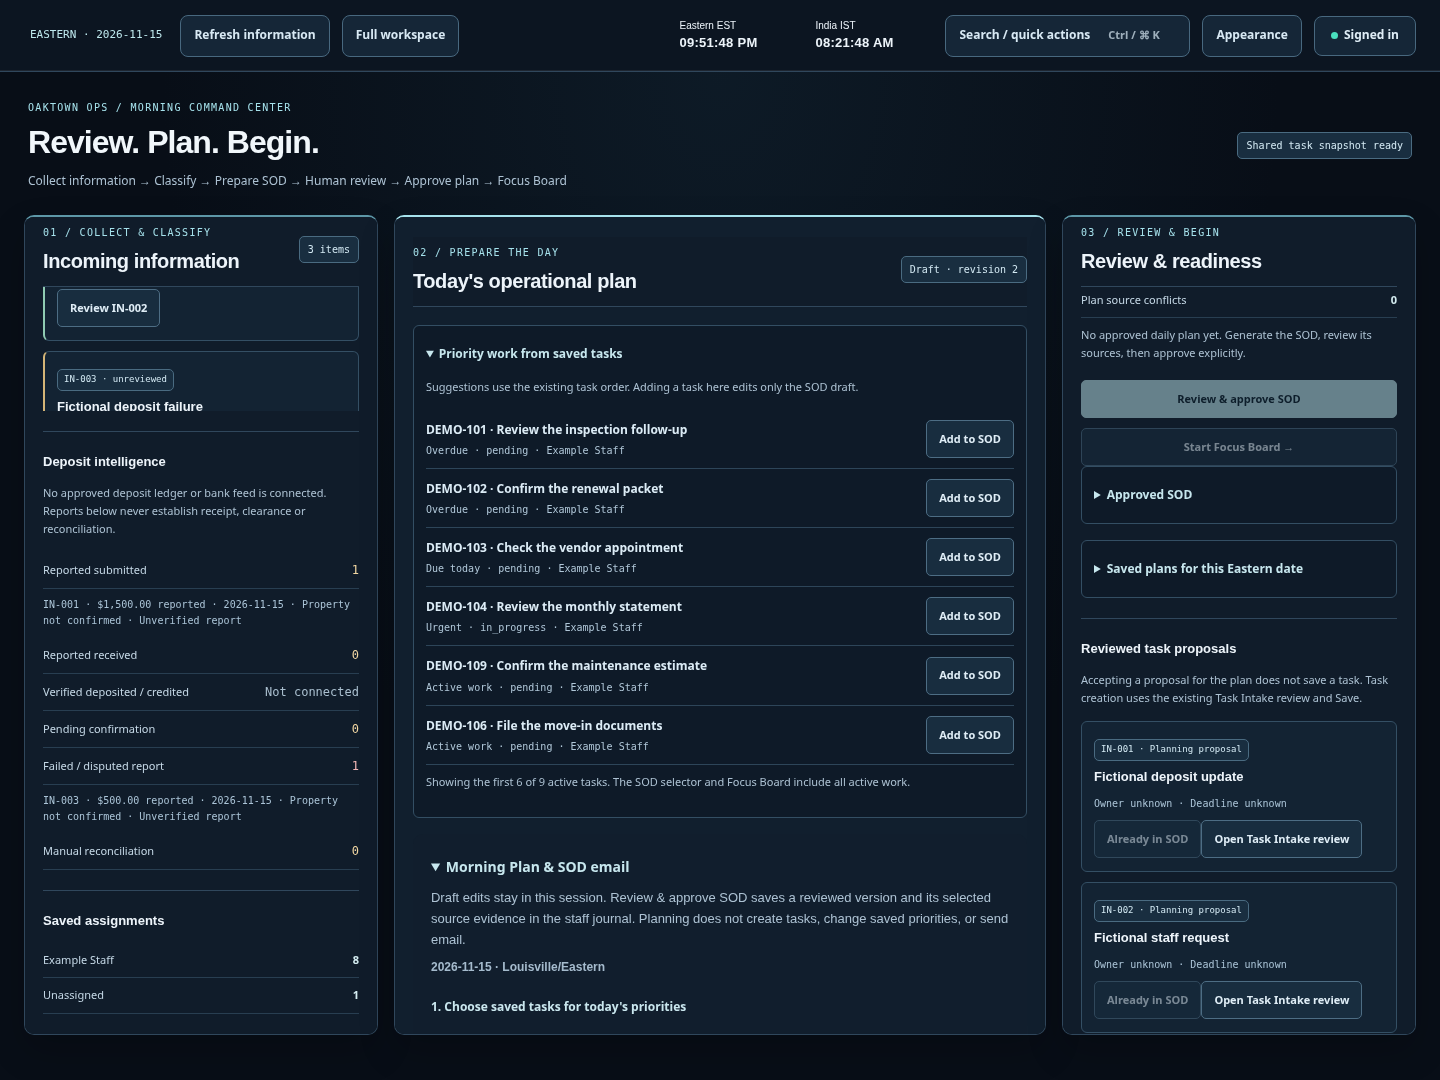 EASTERN · 2026-11-15
Refresh information
Full workspace
Eastern EST
09:51:48 PM
India IST
08:21:48 AM
Search / quick actions Ctrl / ⌘ K
Appearance
Signed in
OAKTOWN OPS / MORNING COMMAND CENTER
Review. Plan. Begin.
Collect information → Classify → Prepare SOD → Human review → Approve plan → Focus Board
Shared task snapshot ready
01 / COLLECT & CLASSIFY
Incoming information
3 items
Review IN-002
IN-003 · unreviewed
Fictional deposit failure
Deposit intelligence
No approved deposit ledger or bank feed is connected.
Reports below never establish receipt, clearance or
reconciliation.
Reported submitted 1
IN-001 · $1,500.00 reported · 2026-11-15 · Property
not confirmed · Unverified report
Reported received 0
Verified deposited / credited Not connected
Pending confirmation 0
Failed / disputed report 1
IN-003 · $500.00 reported · 2026-11-15 · Property
not confirmed · Unverified report
Manual reconciliation 0
Saved assignments
Example Staff 8
Unassigned 1
02 / PREPARE THE DAY
Today's operational plan
Draft · revision 2
▼ Priority work from saved tasks
Suggestions use the existing task order. Adding a task here edits only the SOD draft.
DEMO-101 · Review the inspection follow-up
Overdue · pending · Example Staff
Add to SOD
DEMO-102 · Confirm the renewal packet
Overdue · pending · Example Staff
Add to SOD
DEMO-103 · Check the vendor appointment
Due today · pending · Example Staff
Add to SOD
DEMO-104 · Review the monthly statement
Urgent · in_progress · Example Staff
Add to SOD
DEMO-109 · Confirm the maintenance estimate
Active work · pending · Example Staff
Add to SOD
DEMO-106 · File the move-in documents
Active work · pending · Example Staff
Add to SOD
Showing the first 6 of 9 active tasks. The SOD selector and Focus Board include all active work.
▼ Morning Plan & SOD email
Draft edits stay in this session. Review & approve SOD saves a reviewed version and its selected
source evidence in the staff journal. Planning does not create tasks, change saved priorities, or send
email.
2026-11-15 · Louisville/Eastern
1. Choose saved tasks for today's priorities
03 / REVIEW & BEGIN
Review & readiness
Plan source conflicts 0
No approved daily plan yet. Generate the SOD, review its
sources, then approve explicitly.
Review & approve SOD
Start Focus Board →
▶ Approved SOD
▶ Saved plans for this Eastern date
Reviewed task proposals
Accepting a proposal for the plan does not save a task. Task
creation uses the existing Task Intake review and Save.
IN-001 · Planning proposal
Fictional deposit update
Owner unknown · Deadline unknown
Already in SOD
Open Task Intake review
IN-002 · Planning proposal
Fictional staff request
Owner unknown · Deadline unknown
Already in SOD
Open Task Intake review